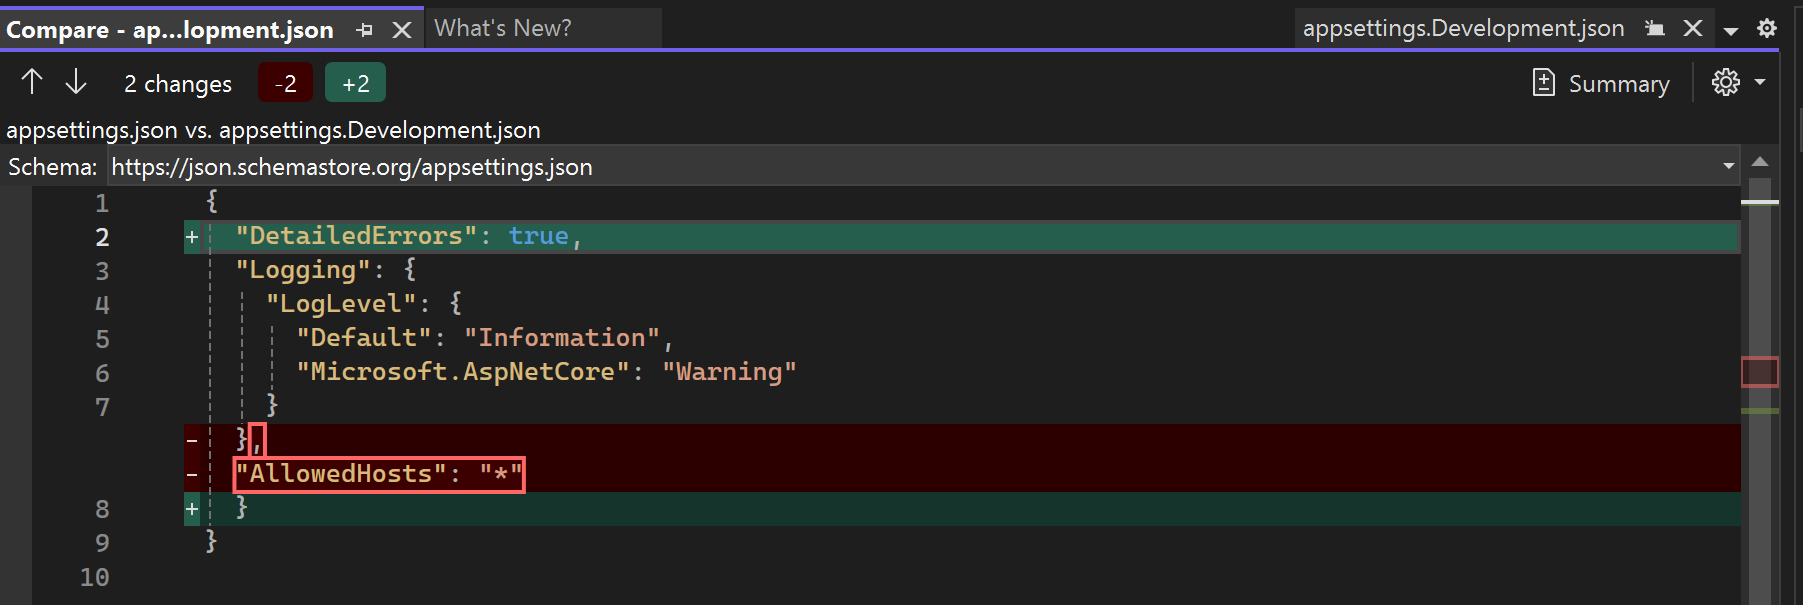 Compare - ap...lopment.json What's New? appsettings.Development.json
2 changes -2 +2 Summary
appsettings.json vs. appsettings.Development.json
Schema: https://json.schemastore.org/appsettings.json
1 {
2 + "DetailedErrors": true,
3 "Logging": {
4 "LogLevel": {
5 "Default": "Information",
6 "Microsoft.AspNetCore": "Warning"
7 }
- },
- "AllowedHosts": "*"
8 + }
9 }
10